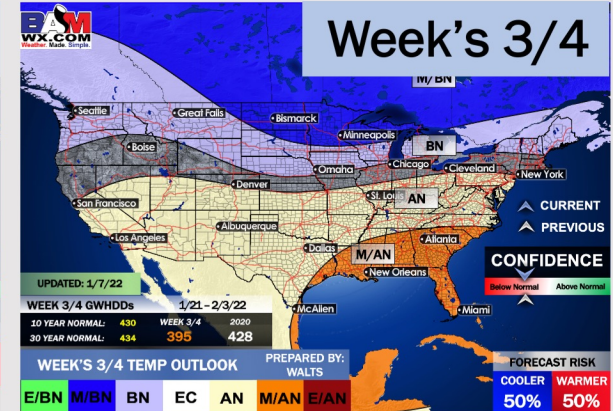 BAM
WX.COM
Weather. Made. Simple.
Week's 3/4
M/BN
Seattle
Great Falls
Bismarck
Minneapolis
Boise
BN
Chicago
Cleveland
New York
Omaha
Denver
St. Louis
AN
San Francisco
CURRENT
PREVIOUS
Albuquerque
Los Angeles
Dallas
Atlanta
M/AN
New Orleans
CONFIDENCE
Below Normal
Above Normal
UPDATED: 1/7/22
WEEK 3/4 GWHDDs
1/21 – 2/3/22
10 YEAR NORMAL: 430
WEEK 3/4
2020
30 YEAR NORMAL: 434
395
428
McAllen
Miami
WEEK'S 3/4 TEMP OUTLOOK
PREPARED BY:
WALTS
FORECAST RISK
COOLER
WARMER
50%
50%
E/BN
M/BN
BN
EC
AN
M/AN
E/AN